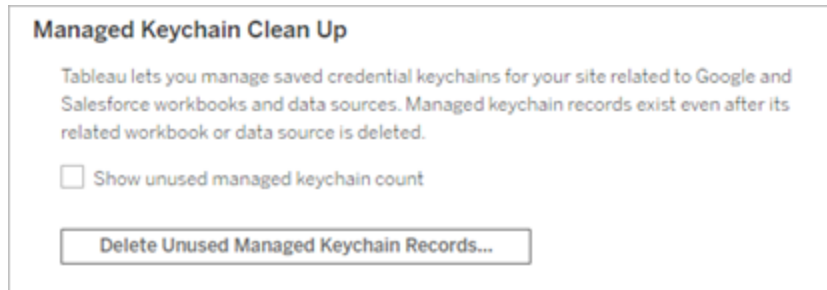 Managed Keychain Clean Up
Tableau lets you manage saved credential keychains for your site related to Google and
Salesforce workbooks and data sources. Managed keychain records exist even after its
related workbook or data source is deleted.
Show unused managed keychain count
Delete Unused Managed Keychain Records...